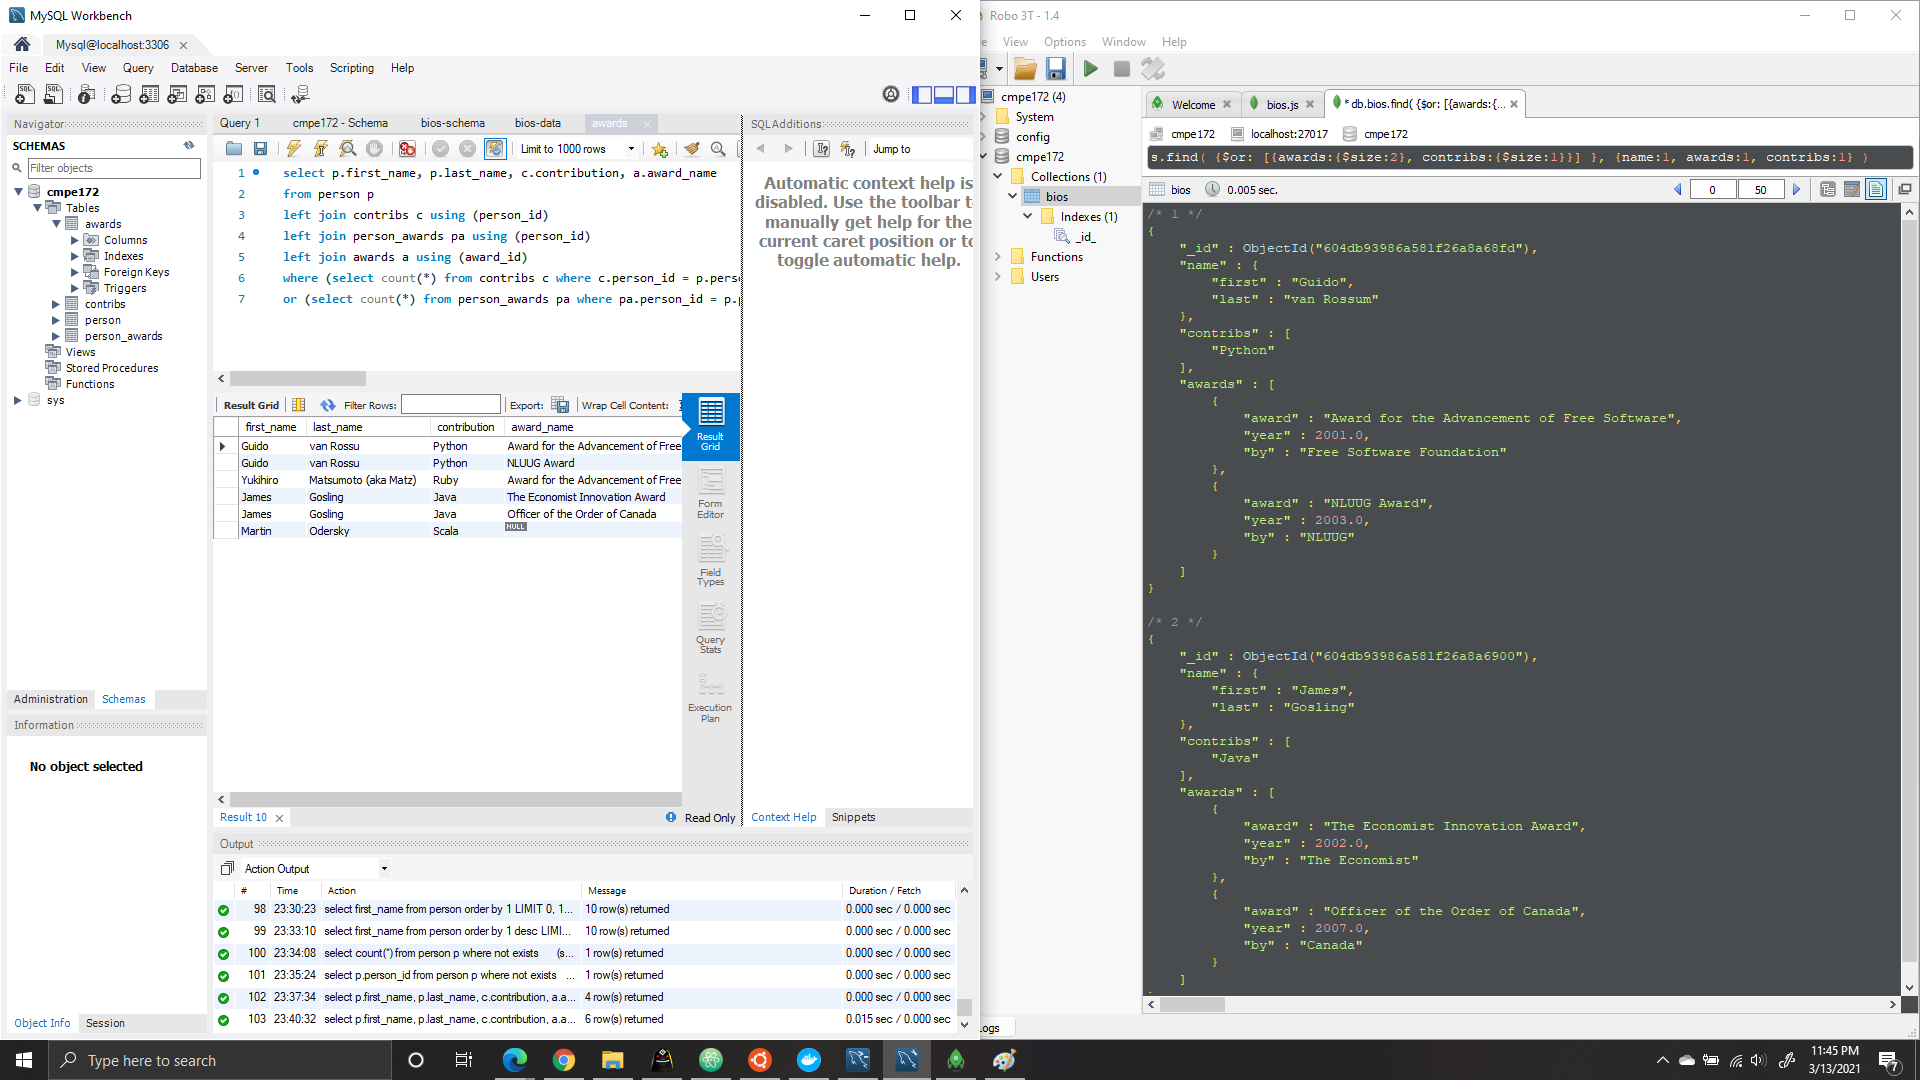 MySQL Workbench
Mysql@localhost:3306
File Edit View Query Database Server Tools Scripting Help
Navigator
SCHEMAS
Filter objects
cmpe172
Tables
awards
Columns
Indexes
Foreign Keys
Triggers
contribs
person
person_awards
Views
Stored Procedures
Functions
sys
Administration Schemas
Information
No object selected
Object Info Session
Query 1 cmpe172 - Schema bios-schema bios-data awards
Limit to 1000 rows
1 select p.first_name, p.last_name, c.contribution, a.award_name
2 from person p
3 left join contribs c using (person_id)
4 left join person_awards pa using (person_id)
5 left join awards a using (award_id)
6 where (select count(*) from contribs c where c.person_id = p.pers
7 or (select count(*) from person_awards pa where pa.person_id = p.
Result Grid Filter Rows: Export: Wrap Cell Content:
first_name last_name contribution award_name
Guido van Rossu Python Award for the Advancement of Free
Guido van Rossu Python NLUUG Award
Yukihiro Matsumoto (aka Matz) Ruby Award for the Advancement of Free
James Gosling Java The Economist Innovation Award
James Gosling Java Officer of the Order of Canada
Martin Odersky Scala NULL
Result Grid
Form Editor
Field Types
Query Stats
Execution Plan
Result 10 Read Only
SQLAdditions
Jump to
Automatic context help is
disabled. Use the toolbar t
manually get help for the
current caret position or to
toggle automatic help.
Context Help Snippets
Output
Action Output
# Time Action Message Duration / Fetch
98 23:30:23 select first_name from person order by 1 LIMIT 0, 1... 10 row(s) returned 0.000 sec / 0.000 sec
99 23:33:10 select first_name from person order by 1 desc LIMI... 10 row(s) returned 0.000 sec / 0.000 sec
100 23:34:08 select count(*) from person p where not exists (s... 1 row(s) returned 0.000 sec / 0.000 sec
101 23:35:24 select p.person_id from person p where not exists ... 1 row(s) returned 0.000 sec / 0.000 sec
102 23:37:34 select p.first_name, p.last_name, c.contribution, a.a... 4 row(s) returned 0.000 sec / 0.000 sec
103 23:40:32 select p.first_name, p.last_name, c.contribution, a.a... 6 row(s) returned 0.015 sec / 0.000 sec
Robo 3T - 1.4
e View Options Window Help
cmpe172 (4)
System
config
cmpe172
Collections (1)
bios
Indexes (1)
_id_
Functions
Users
Welcome bios.js * db.bios.find( {$or: [{awards:{...
cmpe172 localhost:27017 cmpe172
s.find( {$or: [{awards:{$size:2}, contribs:{$size:1}}] }, {name:1, awards:1, contribs:1} )
bios 0.005 sec. 0 50
/* 1 */
{
"_id" : ObjectId("604db93986a581f26a8a68fd"),
"name" : {
"first" : "Guido",
"last" : "van Rossum"
},
"contribs" : [
"Python"
],
"awards" : [
{
"award" : "Award for the Advancement of Free Software",
"year" : 2001.0,
"by" : "Free Software Foundation"
},
{
"award" : "NLUUG Award",
"year" : 2003.0,
"by" : "NLUUG"
}
]
}
/* 2 */
{
"_id" : ObjectId("604db93986a581f26a8a6900"),
"name" : {
"first" : "James",
"last" : "Gosling"
},
"contribs" : [
"Java"
],
"awards" : [
{
"award" : "The Economist Innovation Award",
"year" : 2002.0,
"by" : "The Economist"
},
{
"award" : "Officer of the Order of Canada",
"year" : 2007.0,
"by" : "Canada"
}
]
ogs
Type here to search
11:45 PM
3/13/2021
7